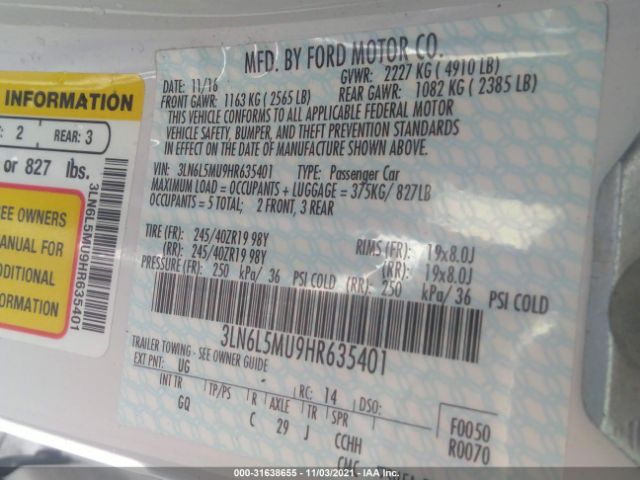 INFORMATION
: 2 REAR: 3
or 827 lbs.
SEE OWNERS
MANUAL FOR
ADDITIONAL
INFORMATION
3LN6L5MU9HR635401
MFD. BY FORD MOTOR CO.
DATE: 11/16 GVWR: 2227 KG ( 4910 LB)
FRONT GAWR: 1163 KG ( 2565 LB) REAR GAWR: 1082 KG ( 2385 LB)
THIS VEHICLE CONFORMS TO ALL APPLICABLE FEDERAL MOTOR
VEHICLE SAFETY, BUMPER, AND THEFT PREVENTION STANDARDS
IN EFFECT ON THE DATE OF MANUFACTURE SHOWN ABOVE.
VIN: 3LN6L5MU9HR635401 TYPE: Passenger Car
MAXIMUM LOAD = OCCUPANTS + LUGGAGE = 375KG/ 827LB
OCCUPANTS = 5 TOTAL; 2 FRONT, 3 REAR
TIRE (FR): 245/40ZR19 98Y RIMS (FR): 19x8.0J
(RR): 245/40ZR19 98Y (RR): 19x8.0J
PRESSURE (FR): 250 kPa/ 36 PSI COLD (RR): 250 kPa/ 36 PSI COLD
3LN6L5MU9HR635401
TRAILER TOWING - SEE OWNER GUIDE
EXT PNT: UG RC: 14 DSO:
INT TR TP/PS R AXLE TR SPR F0050
GQ C 29 J CCHH R0070
000-31638655 - 11/03/2021 - IAA Inc.